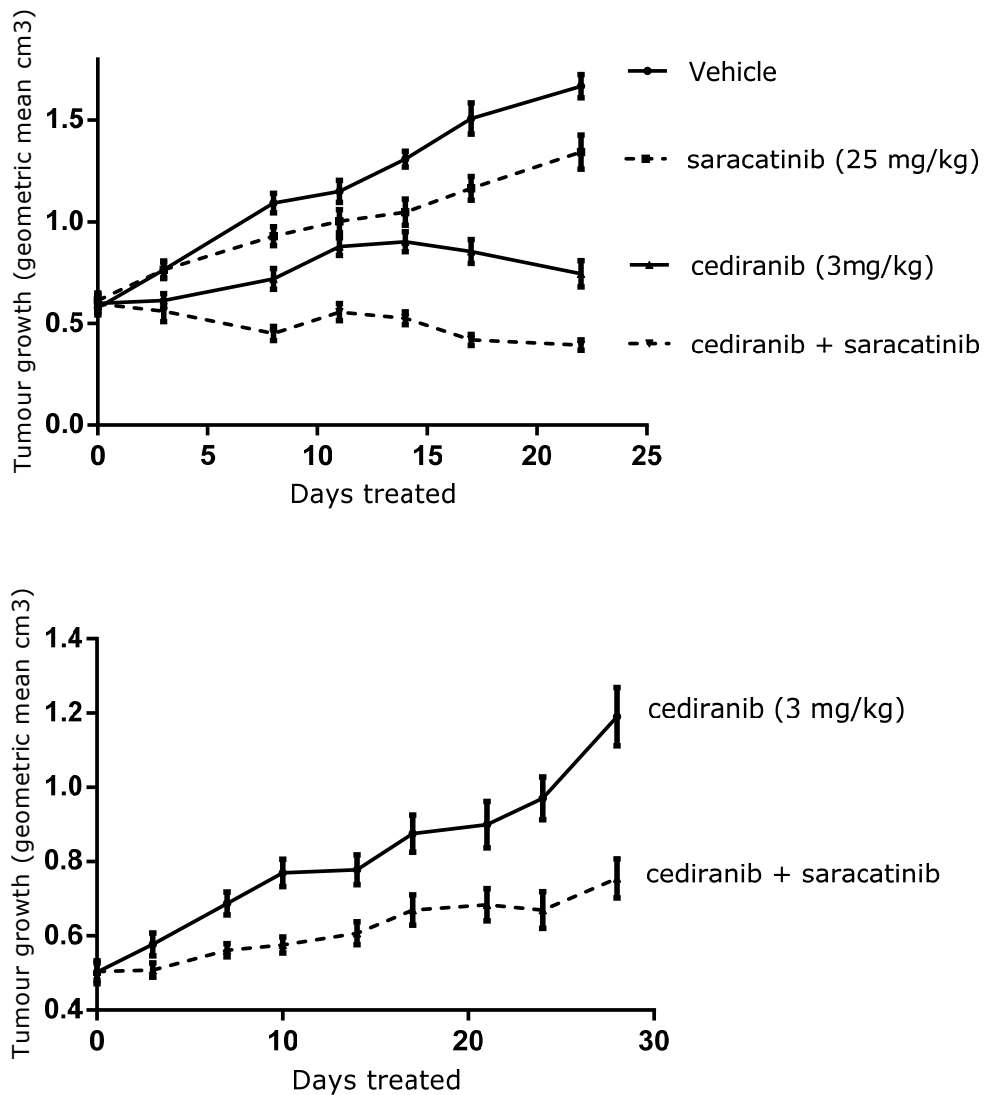 Tumour growth (geometric mean cm3)
1.5
1.0
0.5
0.0
0 5 10 15 20 25
Days treated
Vehicle
saracatinib (25 mg/kg)
cediranib (3mg/kg)
cediranib + saracatinib
Tumour growth (geometric mean cm3)
1.4
1.2
1.0
0.8
0.6
0.4
0 10 20 30
Days treated
cediranib (3 mg/kg)
cediranib + saracatinib